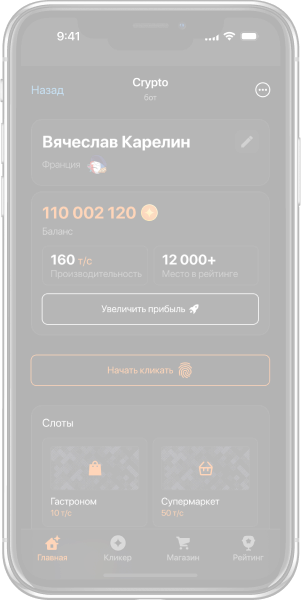 9:41
Назад
Crypto
бот
Вячеслав Карелин
Франция
110 002 120
Баланс
160 т/с
Производительность
12 000+
Место в рейтинге
Увеличить прибыль
Начать кликать
Слоты
Гастроном
10 т/с
Супермаркет
50 т/с
Главная
Кликер
Магазин
Рейтинг